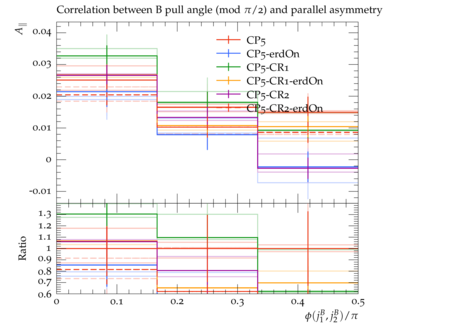 Correlation between B pull angle (mod π/2) and parallel asymmetry
A∥
0.04
0.03
0.02
0.01
0
-0.01
CP5
CP5-erdOn
CP5-CR1
CP5-CR1-erdOn
CP5-CR2
CP5-CR2-erdOn
Ratio
1.3
1.2
1.1
1
0.9
0.8
0.7
0.6
0
0.1
0.2
0.3
0.4
0.5
ϕ(j₁ᴮ, j₂ᴮ)/π